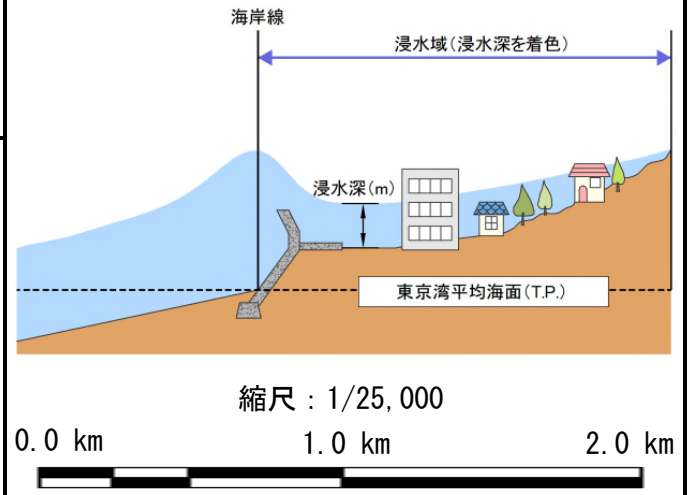 海岸線
浸水域(浸水深を着色)
浸水深(m)
東京湾平均海面(T.P.)
縮尺:1/25,000
0.0 km 1.0 km 2.0 km